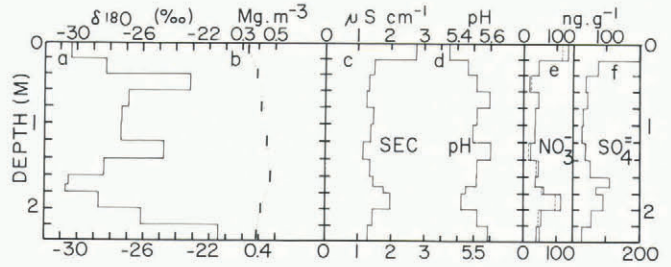 δ18O (‰) Mg.m⁻³ μS cm⁻¹ pH ng.g⁻¹
-30 -26 -22 0.3 0.5 0 1 2 3 5.4 5.6 0 100 100
0 a b c d e f 0
DEPTH (M)
1 1
SEC pH NO₃⁻ SO₄⁼
2 2
-30 -26 -22 0.4 0 1 2 3 5.5 0 100 200